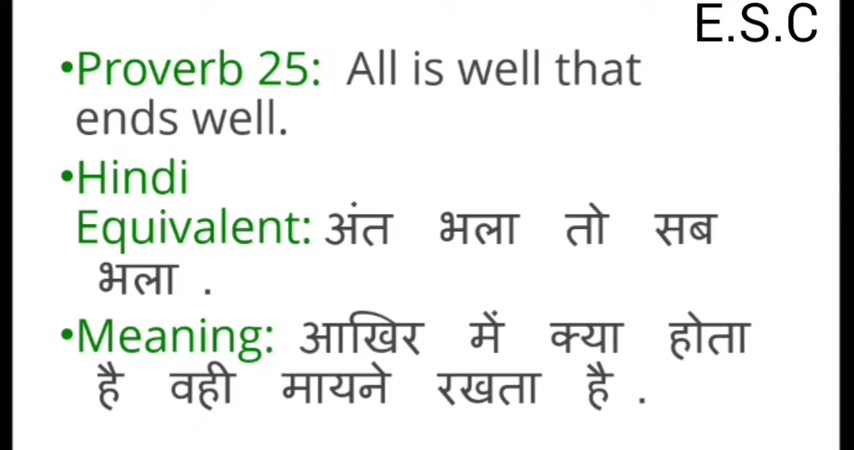 E.S.C
•Proverb 25: All is well that
ends well.
•Hindi
Equivalent: अंत भला तो सब
भला .
•Meaning: आखिर में क्या होता
है वही मायने रखता है .